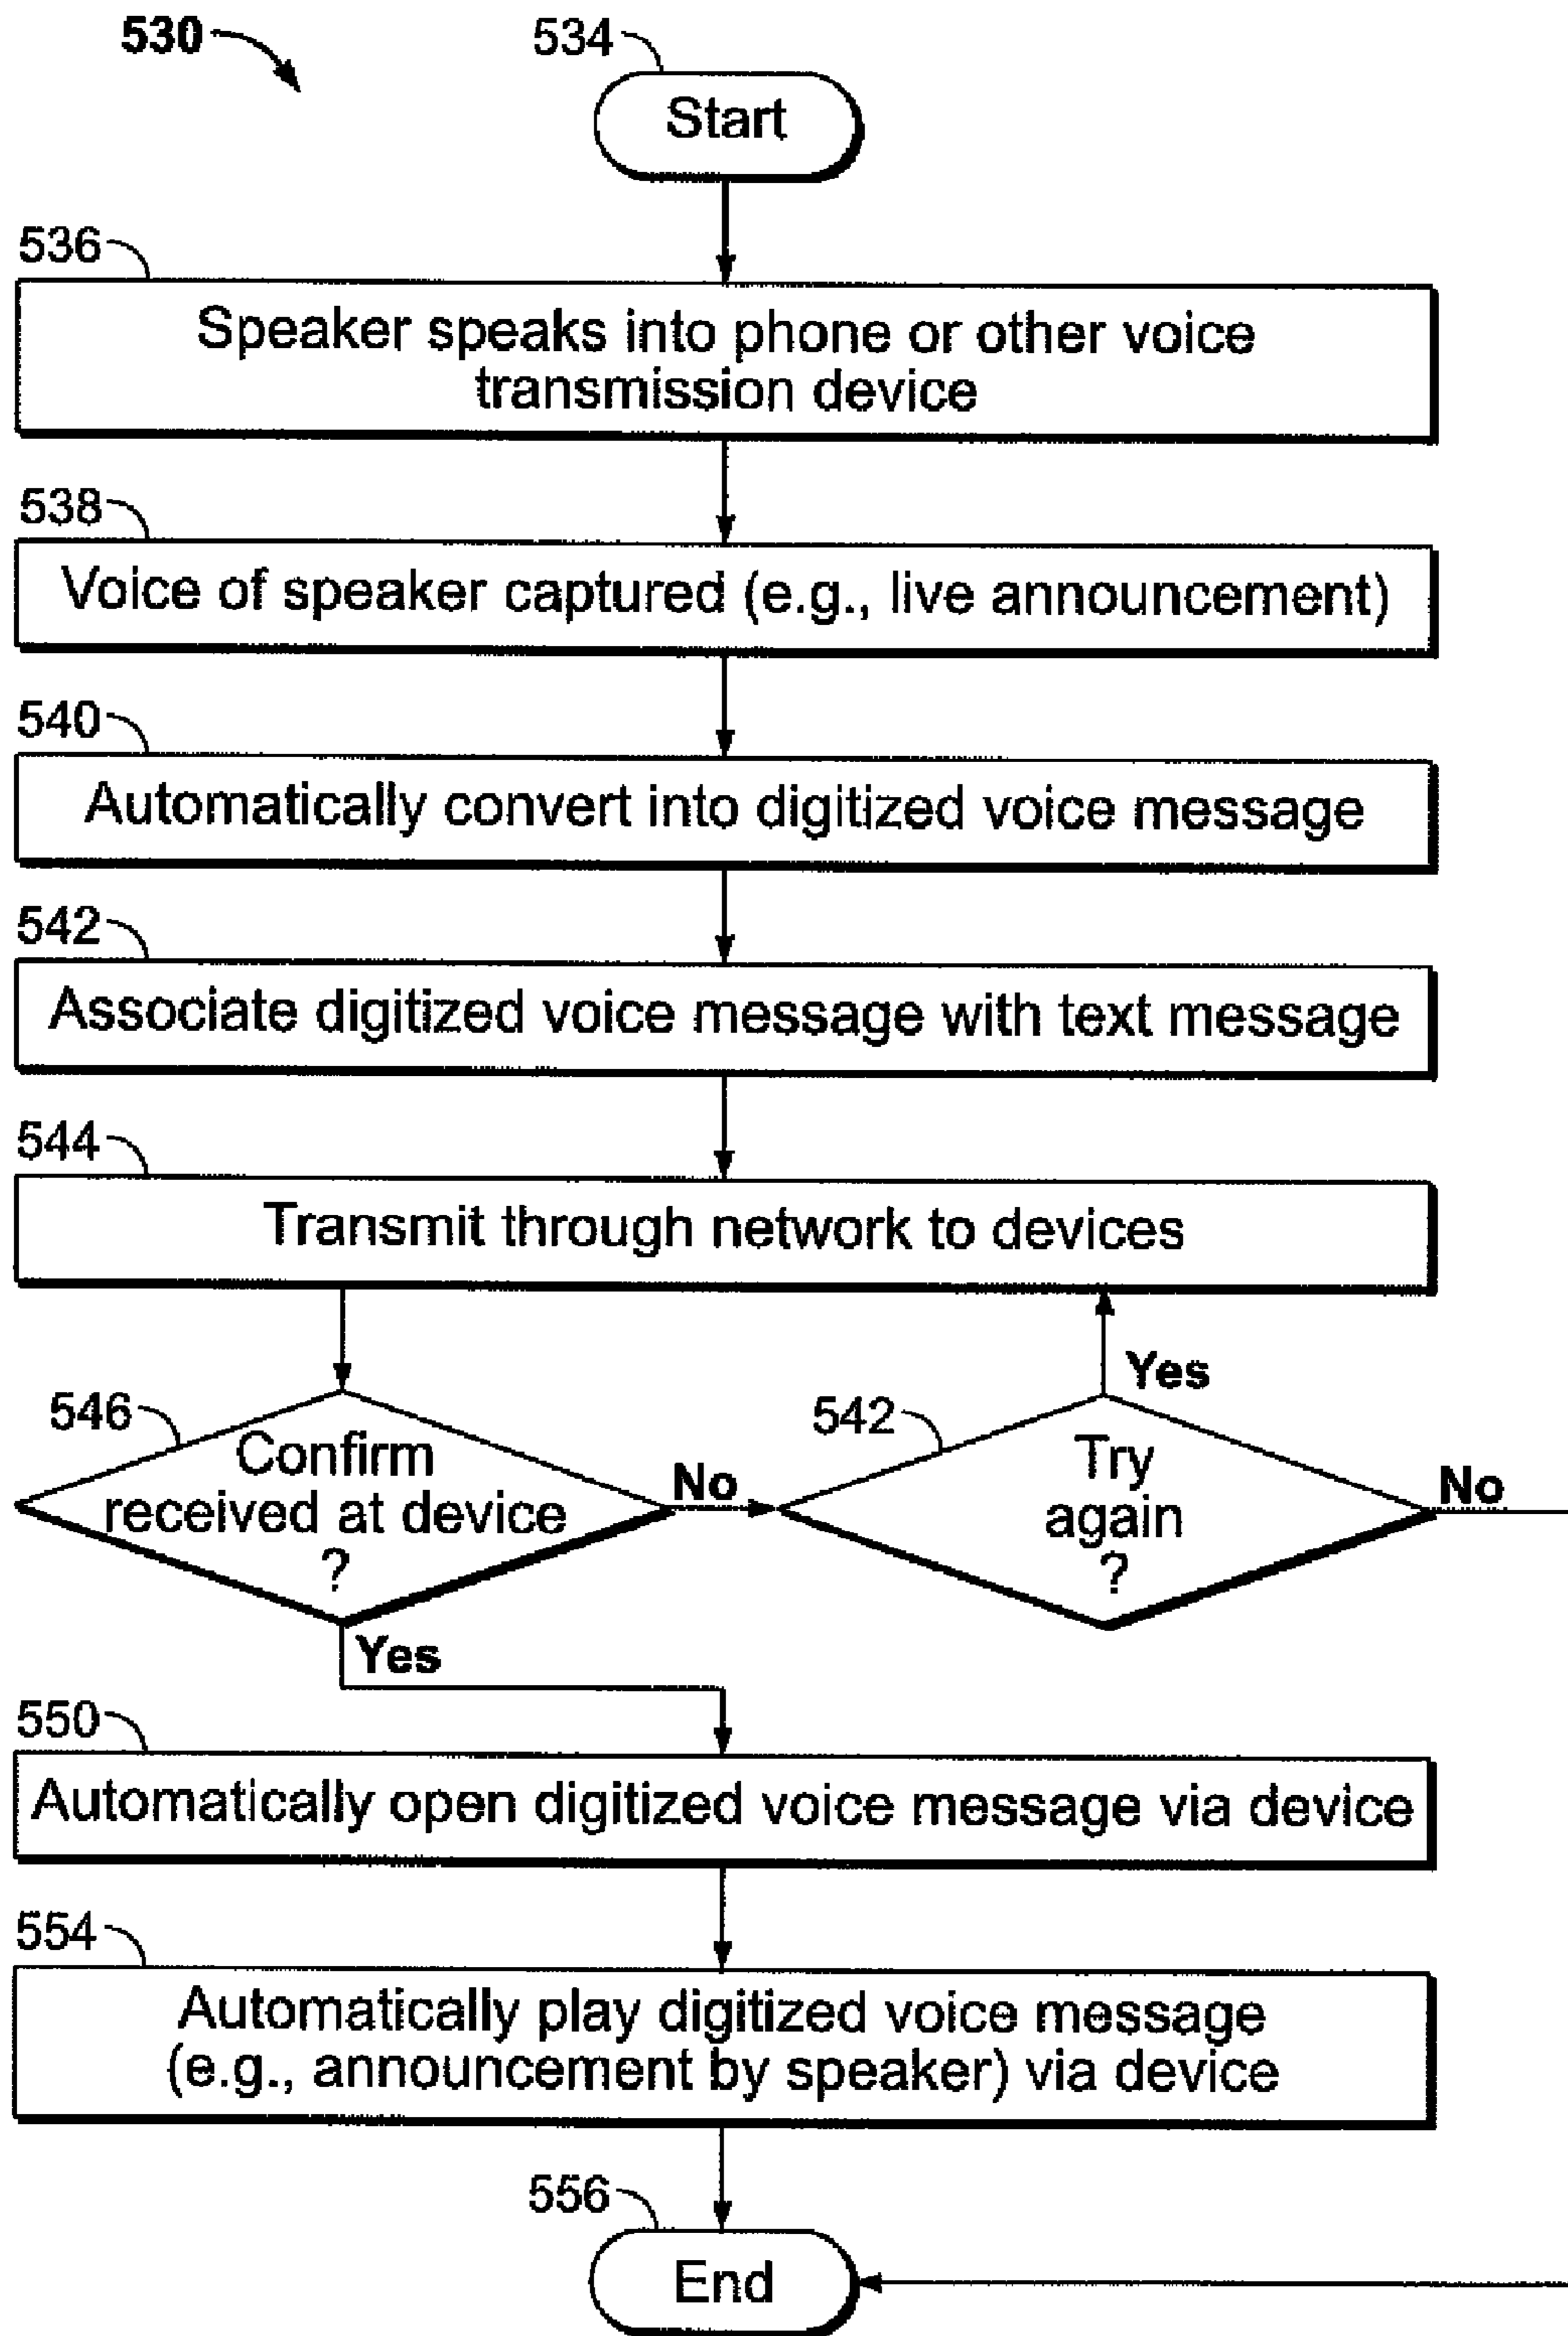 530
534
Start
536
Speaker speaks into phone or other voice
transmission device
538
Voice of speaker captured (e.g., live announcement)
540
Automatically convert into digitized voice message
542
Associate digitized voice message with text message
544
Transmit through network to devices
546
Confirm
received at device
?
No
Yes
542
Try
again
?
Yes
No
550
Automatically open digitized voice message via device
554
Automatically play digitized voice message
(e.g., announcement by speaker) via device
556
End